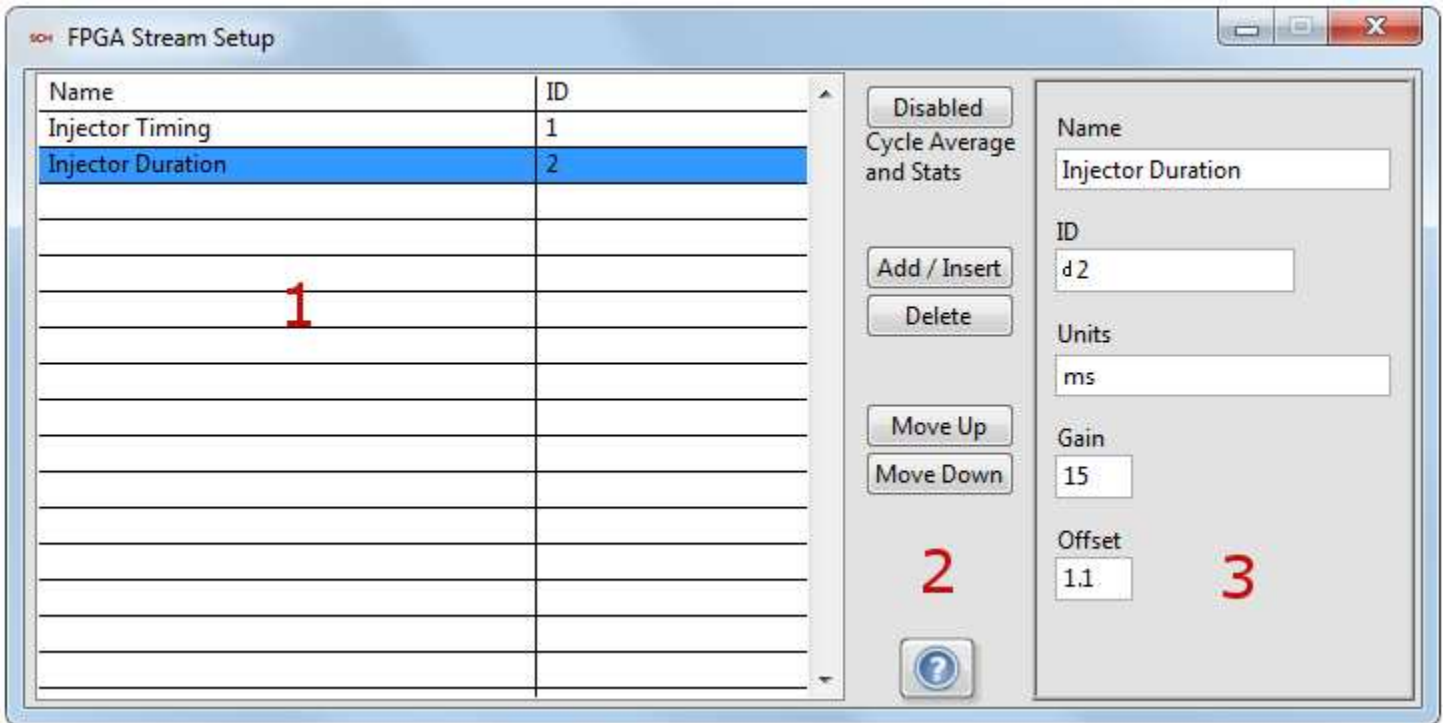 SCM FPGA Stream Setup
Name ID
Injector Timing 1
Injector Duration 2
1
Disabled
Cycle Average
and Stats
Add / Insert
Delete
Move Up
Move Down
2
?
Name
Injector Duration
ID
d 2
Units
ms
Gain
15
Offset
1.1
3